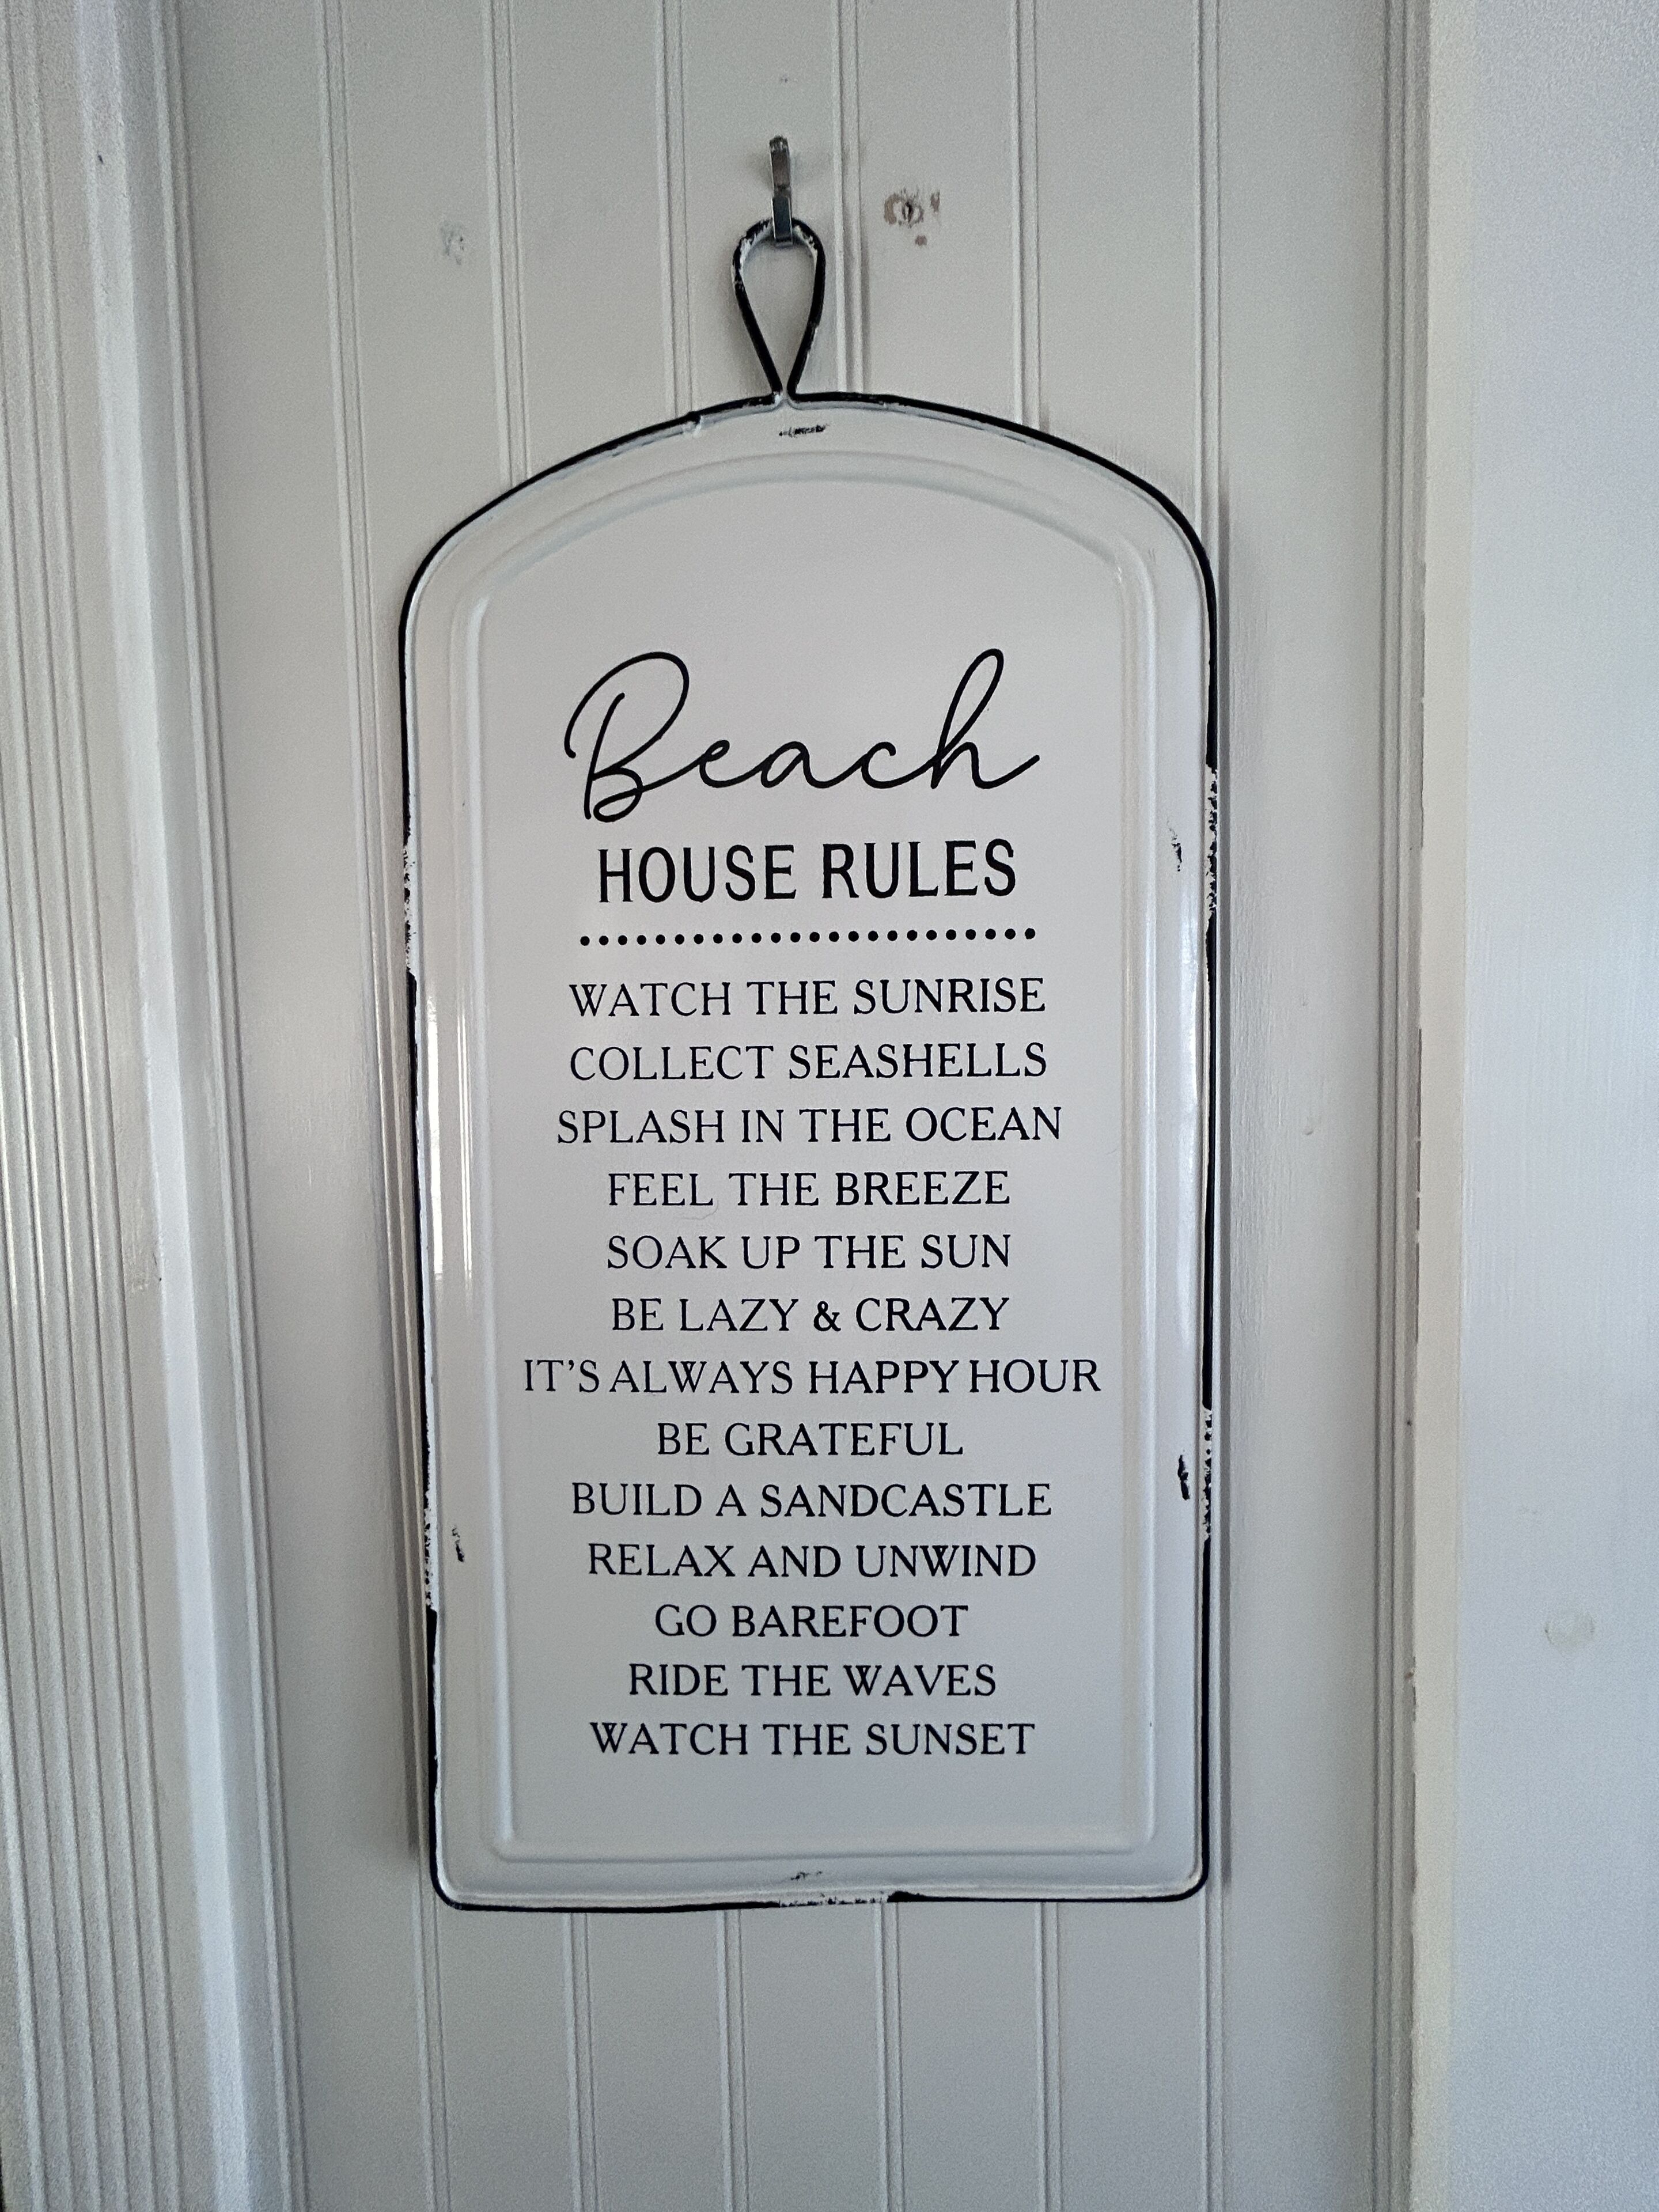 Beach
HOUSE RULES
WATCH THE SUNRISE
COLLECT SEASHELLS
SPLASH IN THE OCEAN
FEEL THE BREEZE
SOAK UP THE SUN
BE LAZY & CRAZY
IT'S ALWAYS HAPPY HOUR
BE GRATEFUL
BUILD A SANDCASTLE
RELAX AND UNWIND
GO BAREFOOT
RIDE THE WAVES
WATCH THE SUNSET